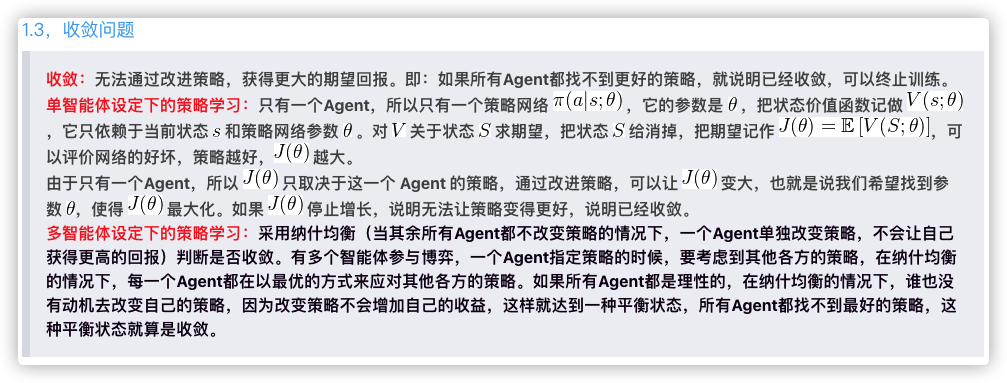 1.3，收敛问题
收敛：无法通过改进策略，获得更大的期望回报。即：如果所有Agent都找不到更好的策略，就说明已经收敛，可以终止训练。
单智能体设定下的策略学习：只有一个Agent，所以只有一个策略网络 π(a|s;θ)，它的参数是 θ，把状态价值函数记做 V(s;θ)
，它只依赖于当前状态 s 和策略网络参数 θ 。对 V 关于状态 S 求期望，把状态 S 给消掉，把期望记作 J(θ) = 𝔼 [V(S;θ)]，可
以评价网络的好坏，策略越好，J(θ) 越大。
由于只有一个Agent，所以 J(θ) 只取决于这一个 Agent 的策略，通过改进策略，可以让 J(θ) 变大，也就是说我们希望找到参
数 θ，使得 J(θ) 最大化。如果 J(θ) 停止增长，说明无法让策略变得更好，说明已经收敛。
多智能体设定下的策略学习：采用纳什均衡（当其余所有Agent都不改变策略的情况下，一个Agent单独改变策略，不会让自己
获得更高的回报）判断是否收敛。有多个智能体参与博弈，一个Agent指定策略的时候，要考虑到其他各方的策略，在纳什均衡
的情况下，每一个Agent都在以最优的方式来应对其他各方的策略。如果所有Agent都是理性的，在纳什均衡的情况下，谁也没
有动机去改变自己的策略，因为改变策略不会增加自己的收益，这样就达到一种平衡状态，所有Agent都找不到最好的策略，这
种平衡状态就算是收敛。